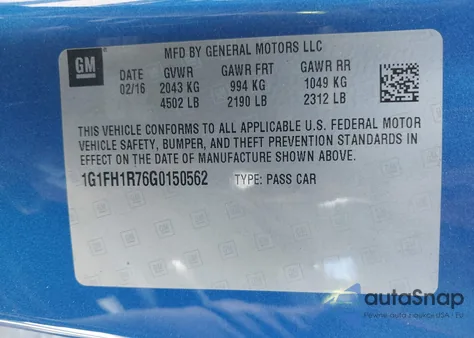 GM
MFD BY GENERAL MOTORS LLC
DATE GVWR GAWR FRT GAWR RR
02/16 2043 KG 994 KG 1049 KG
4502 LB 2190 LB 2312 LB
THIS VEHICLE CONFORMS TO ALL APPLICABLE U.S. FEDERAL MOTOR
VEHICLE SAFETY, BUMPER, AND THEFT PREVENTION STANDARDS IN
EFFECT ON THE DATE OF MANUFACTURE SHOWN ABOVE.
1G1FH1R76G0150562 TYPE: PASS CAR
autoSnap